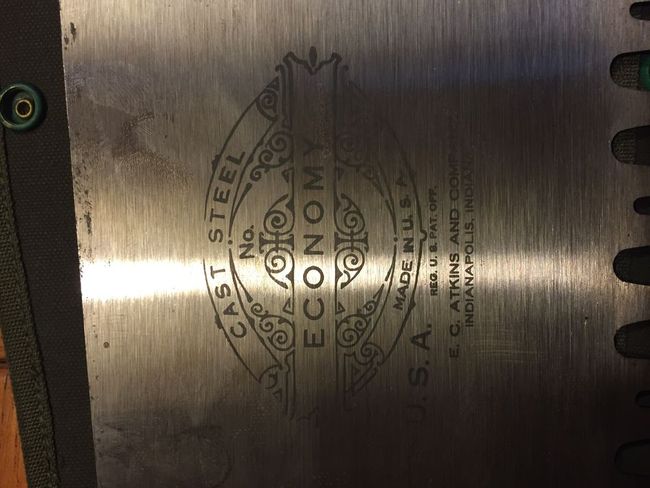 CAST STEEL
No.
ECONOMY
MADE IN U.S.A.
REG. U.S. PAT. OFF.
U.S.A.
E. C. ATKINS AND COMPANY
INDIANAPOLIS, INDIANA